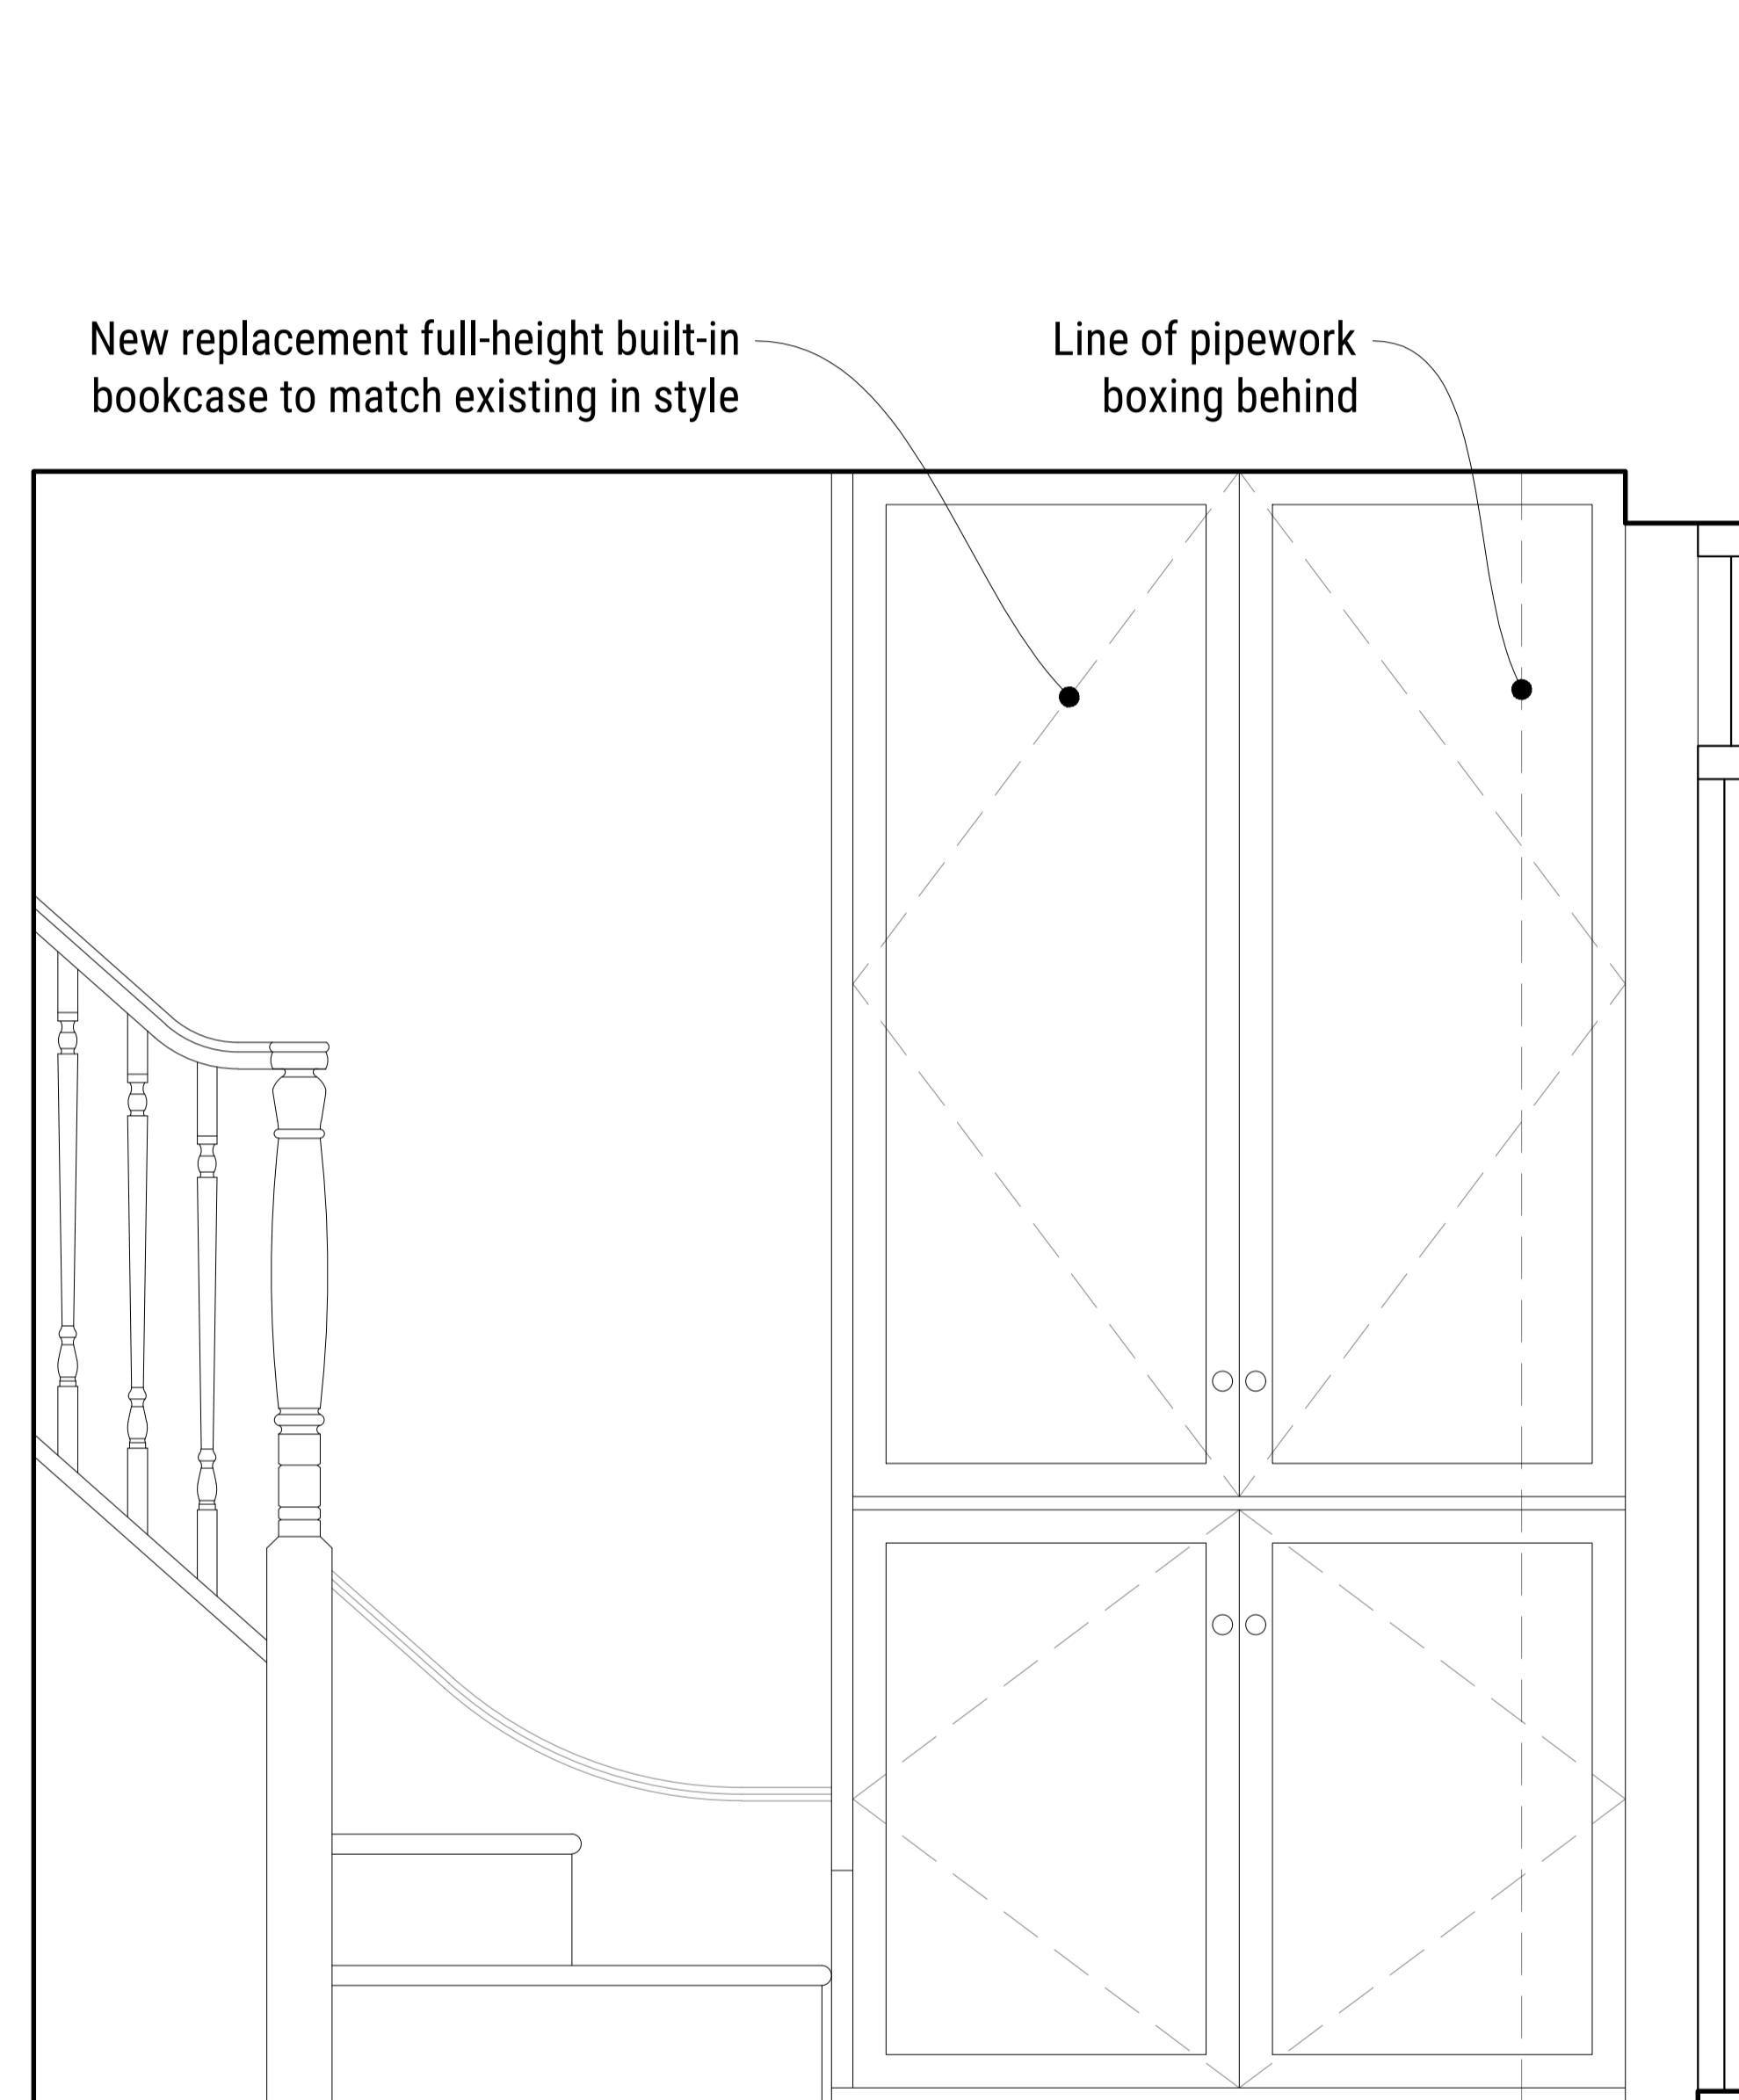 New replacement full-height built-in
bookcase to match existing in style
Line of pipework
boxing behind